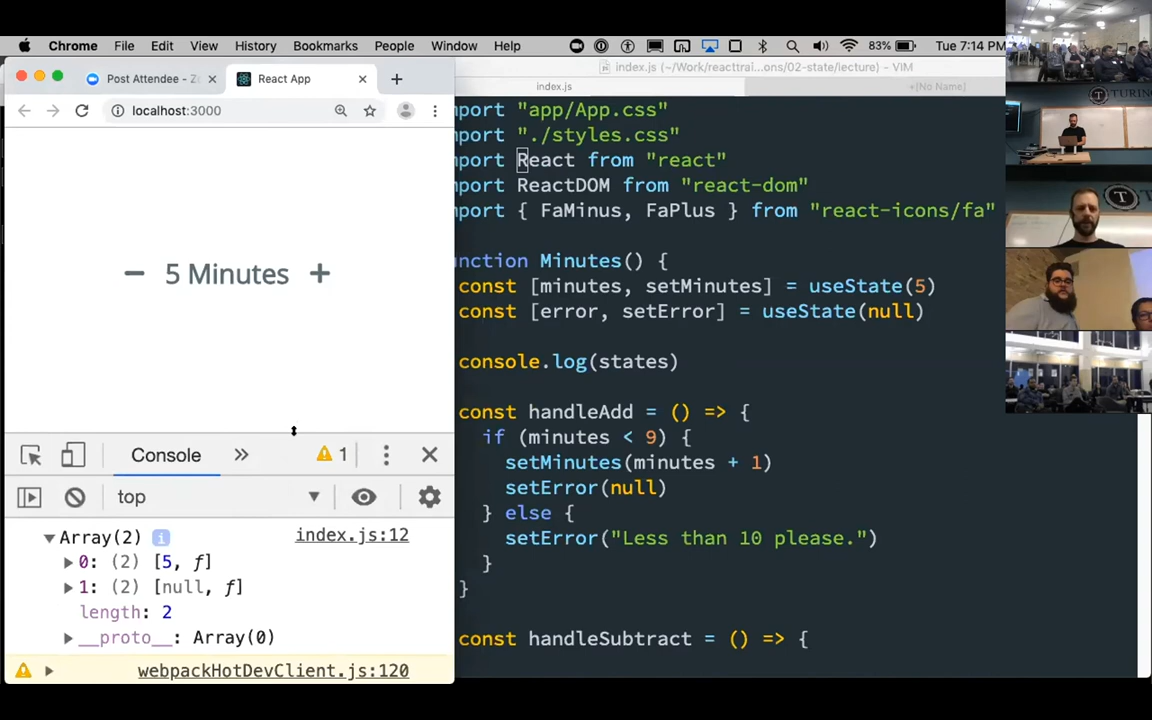 Chrome File Edit View History Bookmarks People Window Help 83% Tue 7:14 PM
Post Attendee - Z
React App
localhost:3000
5 Minutes
Console
1
top
Array(2) i index.js:12
0: (2) [5, f]
1: (2) [null, f]
length: 2
__proto__: Array(0)
webpackHotDevClient.js:120
index.js (~/Work/reacttrai...ons/02-state/lecture) - VIM
index.js
+[No Name]
mport "app/App.css"
mport "./styles.css"
mport React from "react"
mport ReactDOM from "react-dom"
mport { FaMinus, FaPlus } from "react-icons/fa"
unction Minutes() {
const [minutes, setMinutes] = useState(5)
const [error, setError] = useState(null)
console.log(states)
const handleAdd = () => {
if (minutes < 9) {
setMinutes(minutes + 1)
setError(null)
} else {
setError("Less than 10 please.")
}
}
const handleSubtract = () => {
TURIN